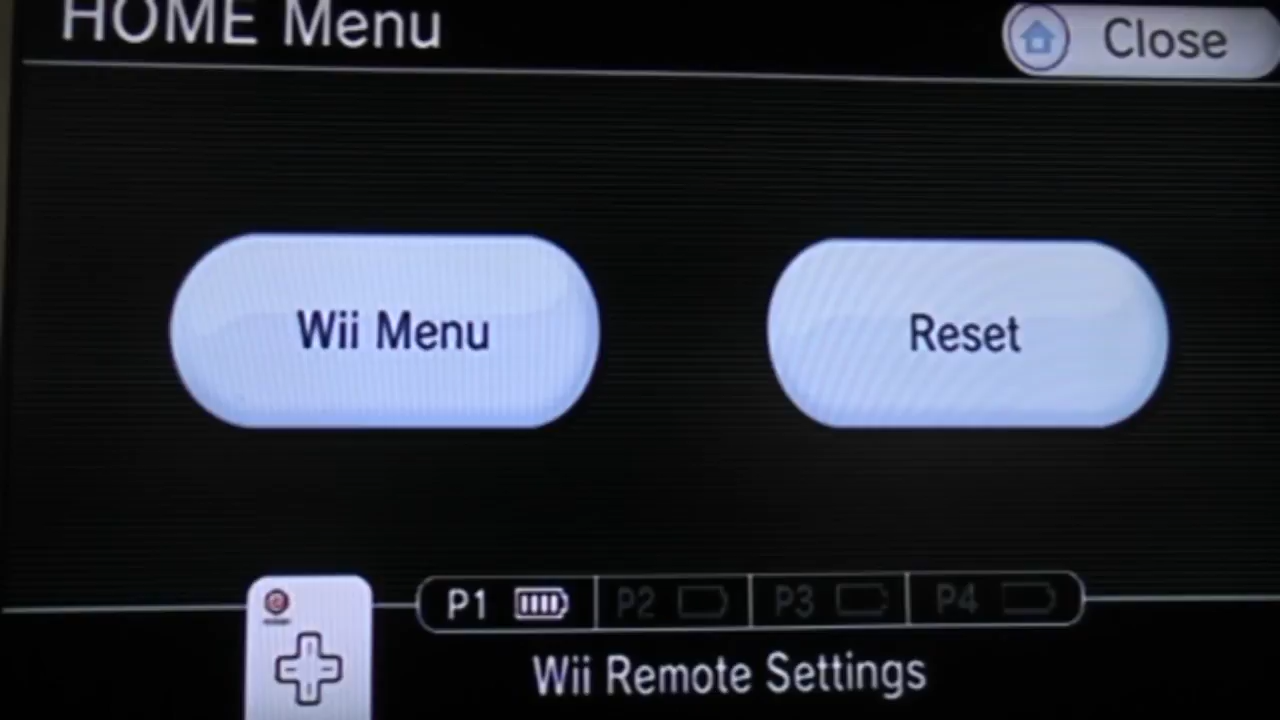 HOME Menu
Close
Wii Menu
Reset
P1 P2 P3 P4
Wii Remote Settings